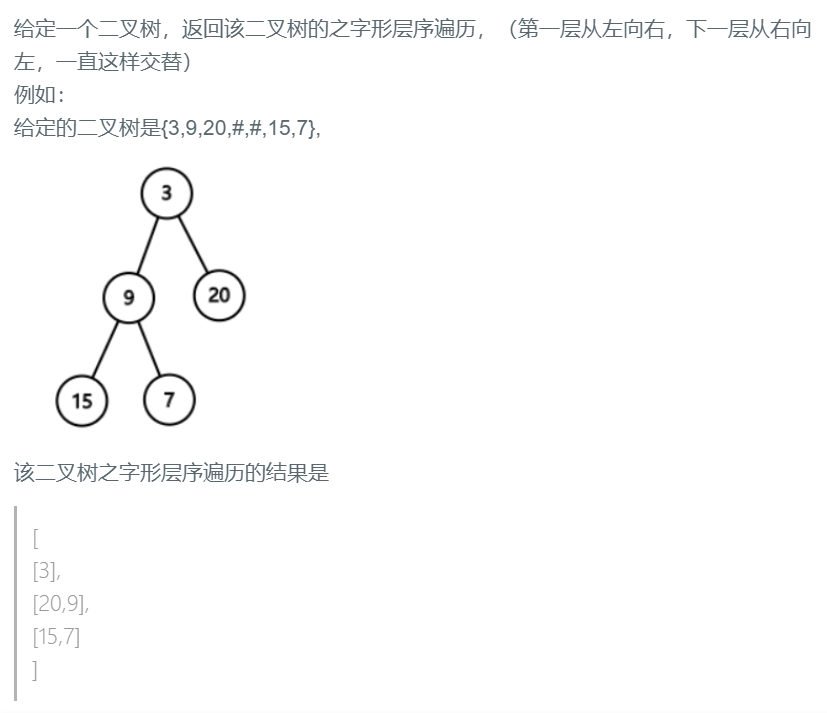 给定一个二叉树，返回该二叉树的之字形层序遍历，（第一层从左向右，下一层从右向
左，一直这样交替）
例如：
给定的二叉树是{3,9,20,#,#,15,7},
3
9
20
15
7
该二叉树之字形层序遍历的结果是
[
[3],
[20,9],
[15,7]
]